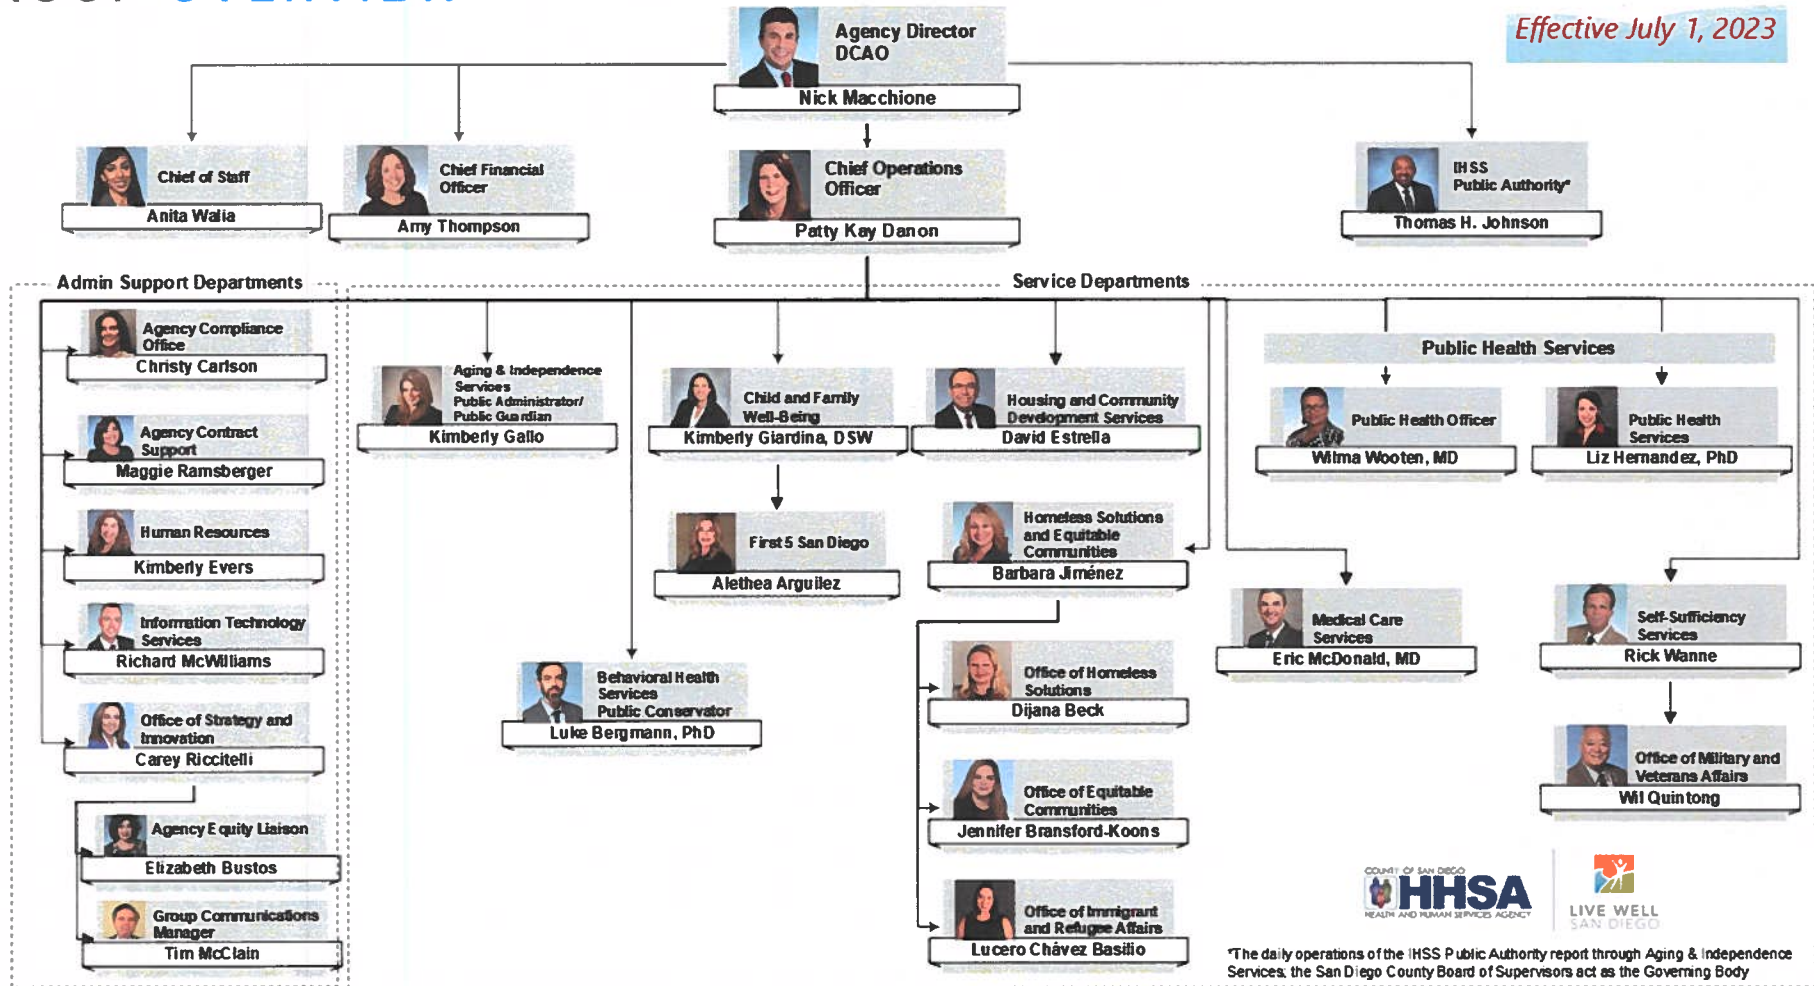 OVERVIEW
Effective July 1, 2023
Agency Director
DCAO
Nick Macchione
Chief of Staff
Anita Walia
Chief Financial
Officer
Amy Thompson
Chief Operations
Officer
Patty Kay Danon
IHSS
Public Authority*
Thomas H. Johnson
Admin Support Departments
Agency Compliance
Office
Christy Carlson
Agency Contract
Support
Maggie Ramsberger
Human Resources
Kimberly Evers
Information Technology
Services
Richard McWilliams
Office of Strategy and
Innovation
Carey Riccitelli
Agency Equity Liaison
Elizabeth Bustos
Group Communications
Manager
Tim McClain
Service Departments
Aging & Independence
Services
Public Administrator/
Public Guardian
Kimberly Gallo
Behavioral Health
Services
Public Conservator
Luke Bergmann, PhD
Child and Family
Well-Being
Kimberly Giardina, DSW
First 5 San Diego
Alethea Arguilez
Housing and Community
Development Services
David Estrella
Homeless Solutions
and Equitable
Communities
Barbara Jiménez
Office of Homeless
Solutions
Dijana Beck
Office of Equitable
Communities
Jennifer Bransford-Koons
Office of Immigrant
and Refugee Affairs
Lucero Chávez Basilio
Public Health Services
Public Health Officer
Wilma Wooten, MD
Public Health
Services
Liz Hernandez, PhD
Medical Care
Services
Eric McDonald, MD
Self-Sufficiency
Services
Rick Wanne
Office of Military and
Veterans Affairs
Wil Quintong
COUNTY OF SAN DIEGO
HHSA
HEALTH AND HUMAN SERVICES AGENCY
LIVE WELL
SAN DIEGO
*The daily operations of the IHSS Public Authority report through Aging & Independence
Services; the San Diego County Board of Supervisors act as the Governing Body